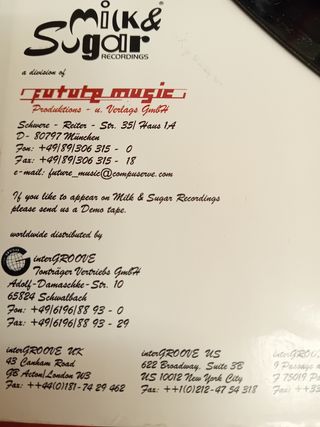 Milk &
Sugar®
RECORDINGS
a division of
future music
Produktions - u. Verlags GmbH
Schwere - Reiter - Str. 35/ Haus 1A
D- 80797 München
Fon: +49/89/306 315 - 0
Fax: +49/89/306 315 - 18
e-mail: future_music@compuserve.com
If you like to appear on Milk & Sugar Recordings
please send us a Demo tape.
worldwide distributed by
interGROOVE
Tonträger Vertriebs GmbH
Adolf-Damaschke-Str. 10
65824 Schwalbach
Fon: +49/6196/88 93 - 0
Fax: +49/6196/88 93 - 29
interGROOVE UK
43 Canham Road
GB Acton/London W3
Fax: ++44(0)181-74 29 462
interGROOVE US
622 Broadway, Suite 3B
US 10012 New York City
Fax: ++1(0)212-47 54 318
interGROOV
9 Passage
F 75019 P
Fax: ++33